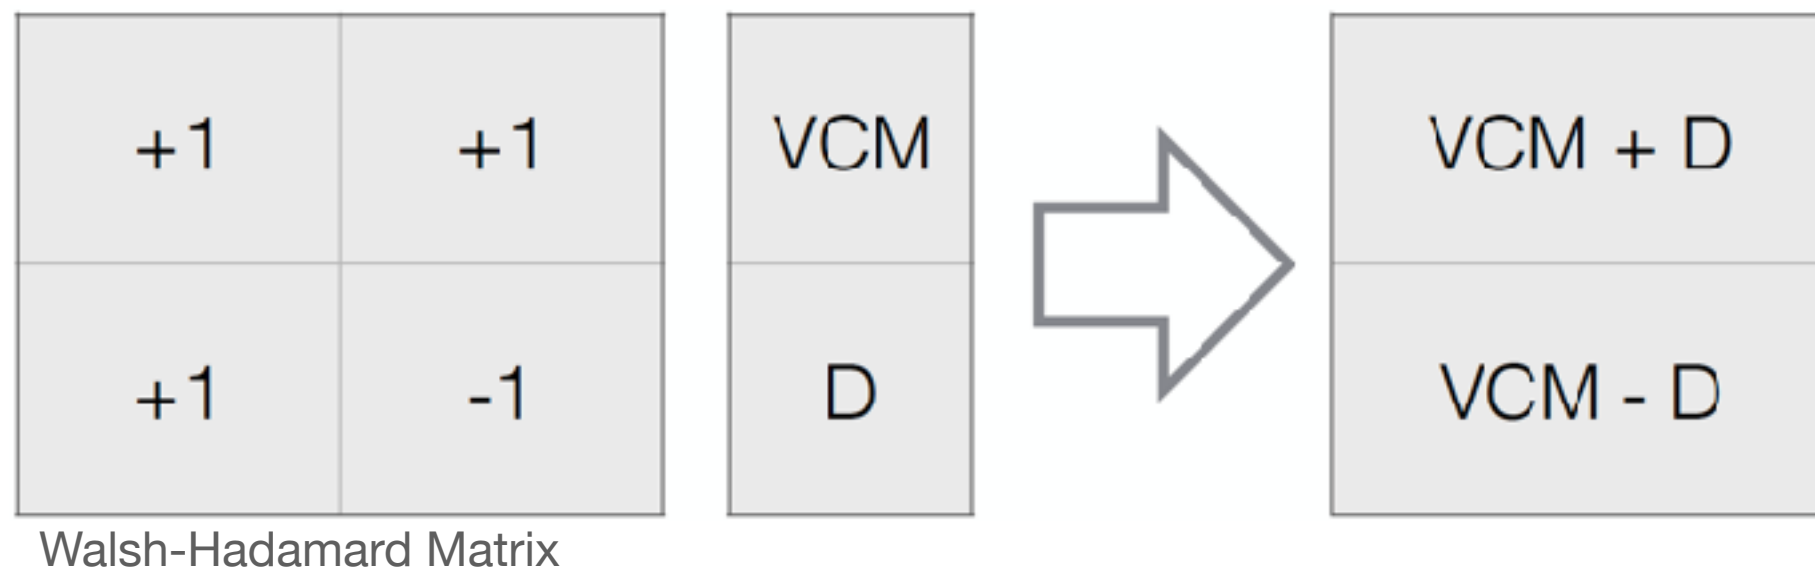 +1 +1 VCM VCM + D
+1 -1 D VCM - D
Walsh-Hadamard Matrix